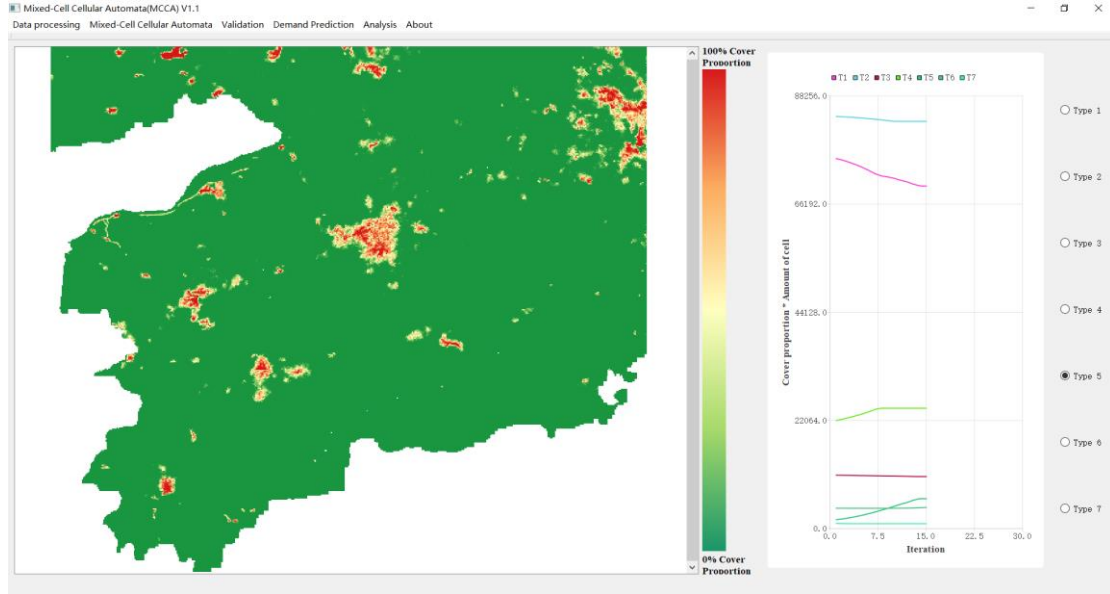 Mixed-Cell Cellular Automata(MCCA) V1.1
Data processing Mixed-Cell Cellular Automata Validation Demand Prediction Analysis About
100% Cover
Proportion
0% Cover
Proportion
T1 T2 T3 T4 T5 T6 T7
88256.0
66192.0
44128.0
22064.0
0.0
Cover proportion * Amount of cell
0.0 7.5 15.0 22.5 30.0
Iteration
Type 1
Type 2
Type 3
Type 4
Type 5
Type 6
Type 7